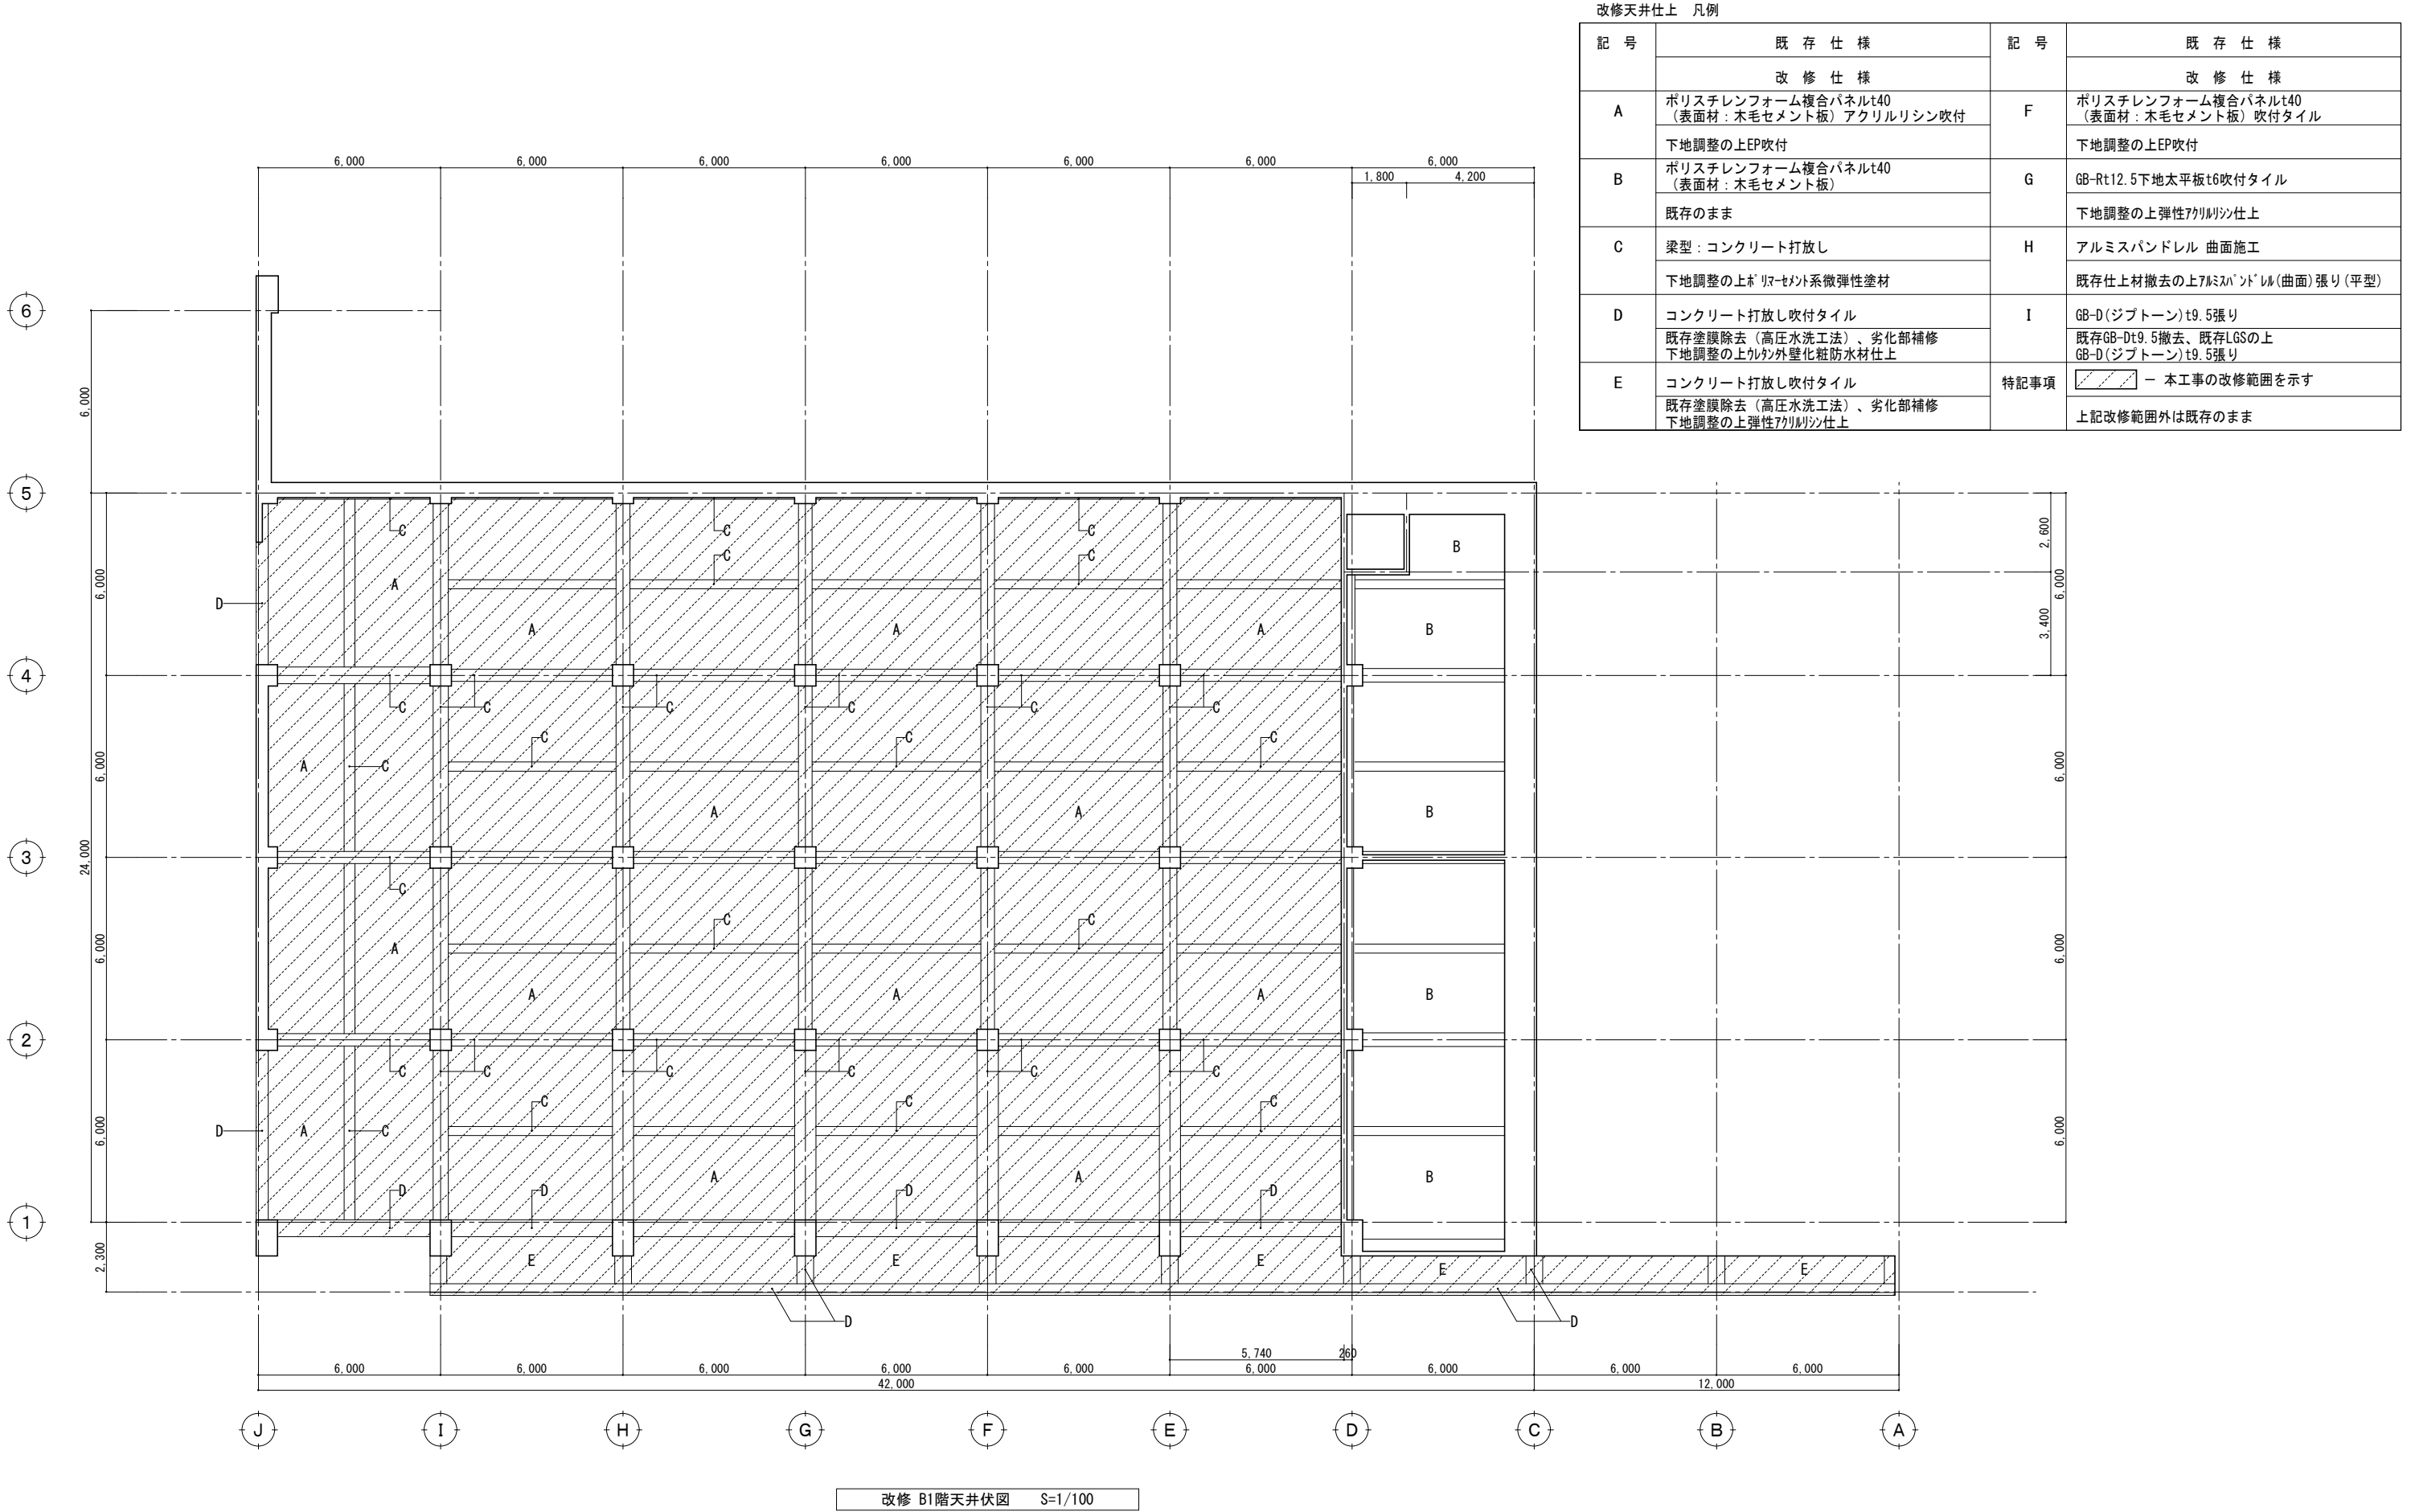 改修天井仕上 凡例
記 号 既 存 仕 様 記 号 既 存 仕 様
改 修 仕 様 改 修 仕 様
A ポリスチレンフォーム複合パネルt40 F ポリスチレンフォーム複合パネルt40
（表面材：木毛セメント板）アクリルリシン吹付 （表面材：木毛セメント板）吹付タイル
下地調整の上EP吹付 下地調整の上EP吹付
B ポリスチレンフォーム複合パネルt40 G GB-Rt12.5下地太平板t6吹付タイル
（表面材：木毛セメント板）
既存のまま 下地調整の上弾性ｱｸﾘﾙﾘｼﾝ仕上
C 梁型：コンクリート打放し H アルミスパンドレル 曲面施工
下地調整の上ﾎﾟﾘﾏｰｾﾒﾝﾄ系微弾性塗材 既存仕上材撤去の上ｱﾙﾐｽﾊﾟﾝﾄﾞﾚﾙ(曲面)張り(平型)
D コンクリート打放し吹付タイル I GB-D(ジプトーン)t9.5張り
既存塗膜除去（高圧水洗工法）、劣化部補修 既存GB-Dt9.5撤去、既存LGSの上
下地調整の上ｳﾚﾀﾝ外壁化粧防水材仕上 GB-D(ジプトーン)t9.5張り
E コンクリート打放し吹付タイル 特記事項 － 本工事の改修範囲を示す
既存塗膜除去（高圧水洗工法）、劣化部補修 上記改修範囲外は既存のまま
下地調整の上弾性ｱｸﾘﾙﾘｼﾝ仕上
6,000 6,000 6,000 6,000 6,000 6,000 6,000
1,800 4,200
6
6,000
5
C C C
2,600
C C
B
6,000 A 6,000
D
A A A B
3,400
4
C C C C C C
C C C
6,000 A C 6,000
A A B
24,000
3
C
C C
6,000 A 6,000
A A A B
2
C C C C C C
C C C
D A C
6,000 6,000
A A B
D D D D
1
2,300
E E E E E
D D
5,740 260
6,000 6,000 6,000 6,000 6,000 6,000 6,000 6,000 6,000
42,000 12,000
J I H G F E D C B A
改修 B1階天井伏図 S=1/100